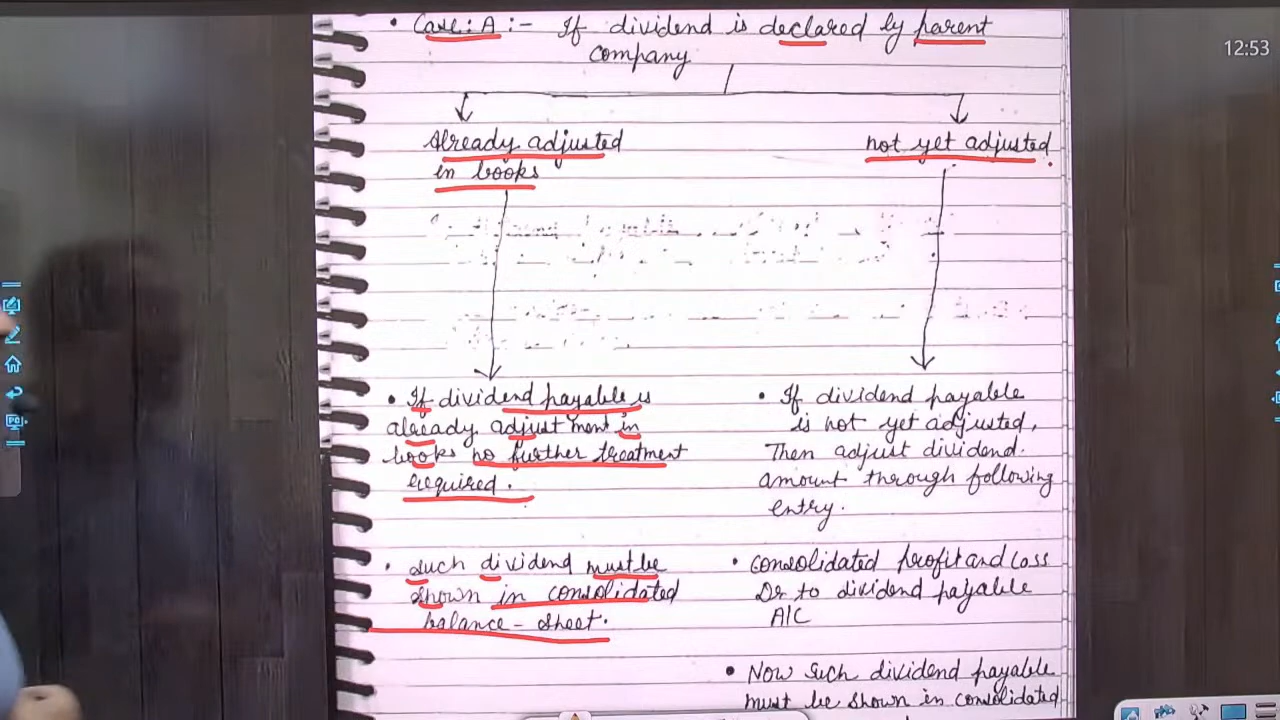 • Case: A :- If dividend is declared by parent
company
Already adjusted
in books
not yet adjusted.
• If dividend payable is
already adjustment in
books no further treatment
required.
• such dividend must be
shown in consolidated
balance-sheet.
• If dividend payable
is not yet adjusted,
Then adjust dividend.
amount through following
entry.
• consolidated profit and loss
Dr to dividend payable
A/C
• Now such dividend payable
must be shown in consolidated
12:53